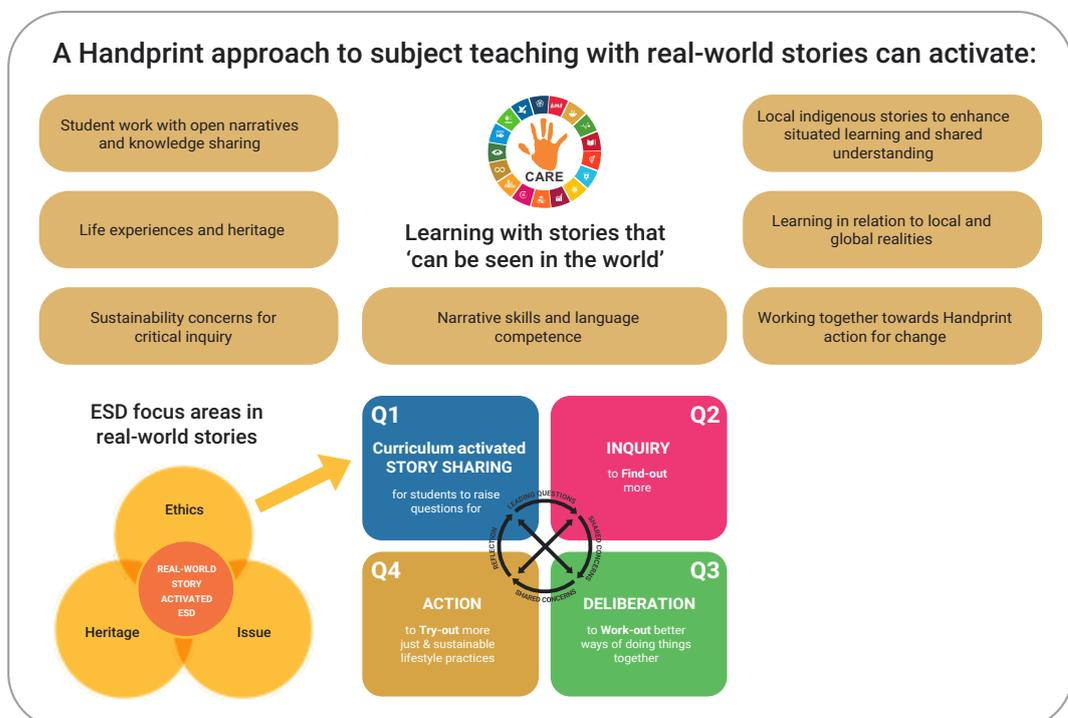 A Handprint approach to subject teaching with real-world stories can activate:
Student work with open narratives
and knowledge sharing
Life experiences and heritage
Sustainability concerns for
critical inquiry
CARE
Learning with stories that
‘can be seen in the world’
Narrative skills and language
competence
Local indigenous stories to enhance
situated learning and shared
understanding
Learning in relation to local and
global realities
Working together towards Handprint
action for change
ESD focus areas in
real-world stories
Ethics
REAL-WORLD
STORY
ACTIVATED
ESD
Heritage
Issue
Q1
Curriculum activated
STORY SHARING
for students to raise
questions for
Q2
INQUIRY
to Find-out
more
LEADING QUESTIONS
SHARED CONCERNS
SHARED CONCERNS
REFLECTION
Q4
ACTION
to Try-out more
just & sustainable
lifestyle practices
Q3
DELIBERATION
to Work-out better
ways of doing things
together